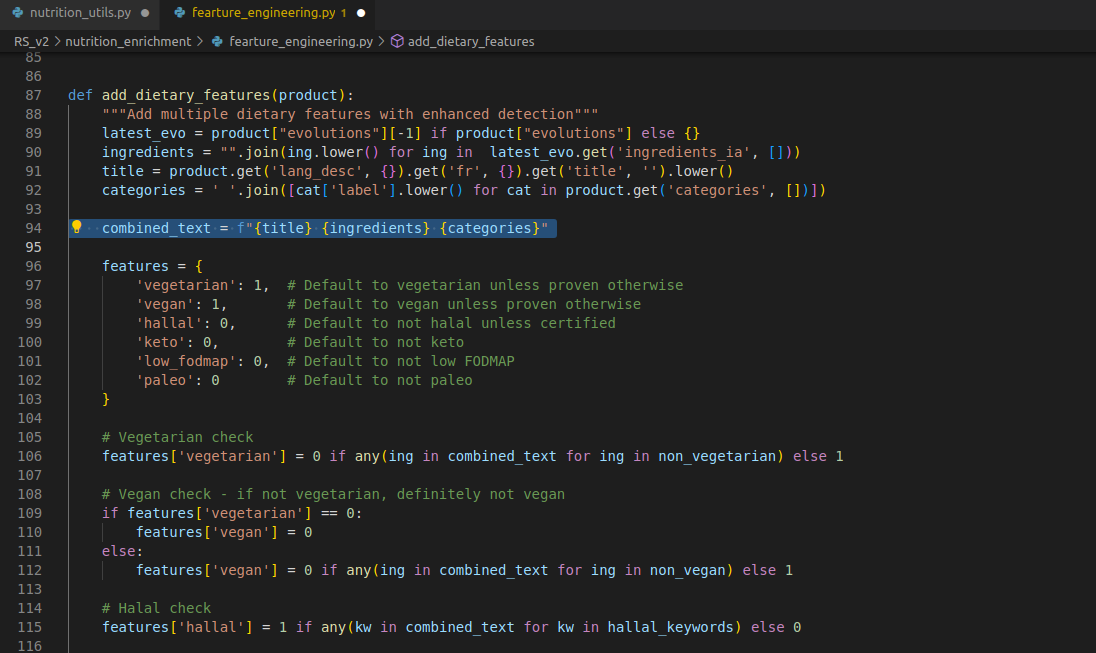 nutrition_utils.py ●
fearture_engineering.py 1 ●
RS_v2 > nutrition_enrichment > fearture_engineering.py > add_dietary_features
85
86
87 def add_dietary_features(product):
88 """Add multiple dietary features with enhanced detection"""
89 latest_evo = product["evolutions"][-1] if product["evolutions"] else {}
90 ingredients = "".join(ing.lower() for ing in  latest_evo.get('ingredients_ia', []))
91 title = product.get('lang_desc', {}).get('fr', {}).get('title', '').lower()
92 categories = ' '.join([cat['label'].lower() for cat in product.get('categories', [])])
93
94 combined_text = f"{title} {ingredients} {categories}"
95
96 features = {
97 'vegetarian': 1,  # Default to vegetarian unless proven otherwise
98 'vegan': 1,       # Default to vegan unless proven otherwise
99 'hallal': 0,      # Default to not halal unless certified
100 'keto': 0,        # Default to not keto
101 'low_fodmap': 0,  # Default to not low FODMAP
102 'paleo': 0        # Default to not paleo
103 }
104
105 # Vegetarian check
106 features['vegetarian'] = 0 if any(ing in combined_text for ing in non_vegetarian) else 1
107
108 # Vegan check - if not vegetarian, definitely not vegan
109 if features['vegetarian'] == 0:
110 features['vegan'] = 0
111 else:
112 features['vegan'] = 0 if any(ing in combined_text for ing in non_vegan) else 1
113
114 # Halal check
115 features['hallal'] = 1 if any(kw in combined_text for kw in hallal_keywords) else 0
116